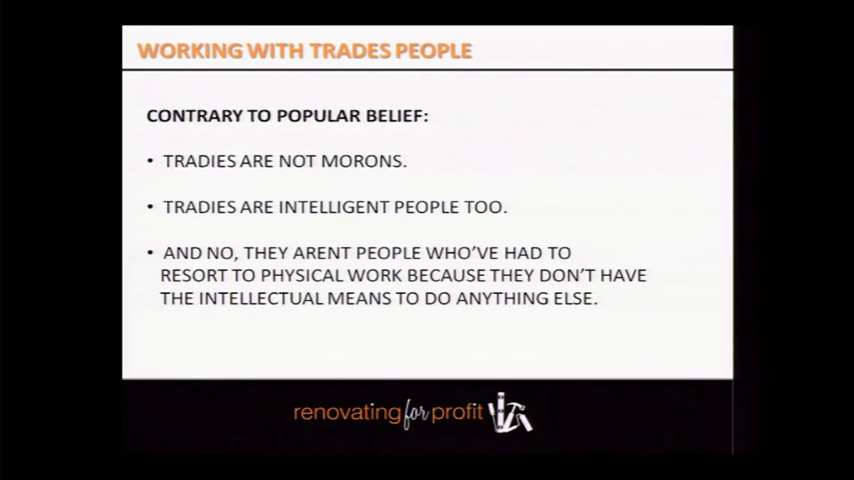 WORKING WITH TRADES PEOPLE
CONTRARY TO POPULAR BELIEF:
• TRADIES ARE NOT MORONS.
• TRADIES ARE INTELLIGENT PEOPLE TOO.
• AND NO, THEY ARENT PEOPLE WHO'VE HAD TO
RESORT TO PHYSICAL WORK BECAUSE THEY DON'T HAVE
THE INTELLECTUAL MEANS TO DO ANYTHING ELSE.
renovating for profit